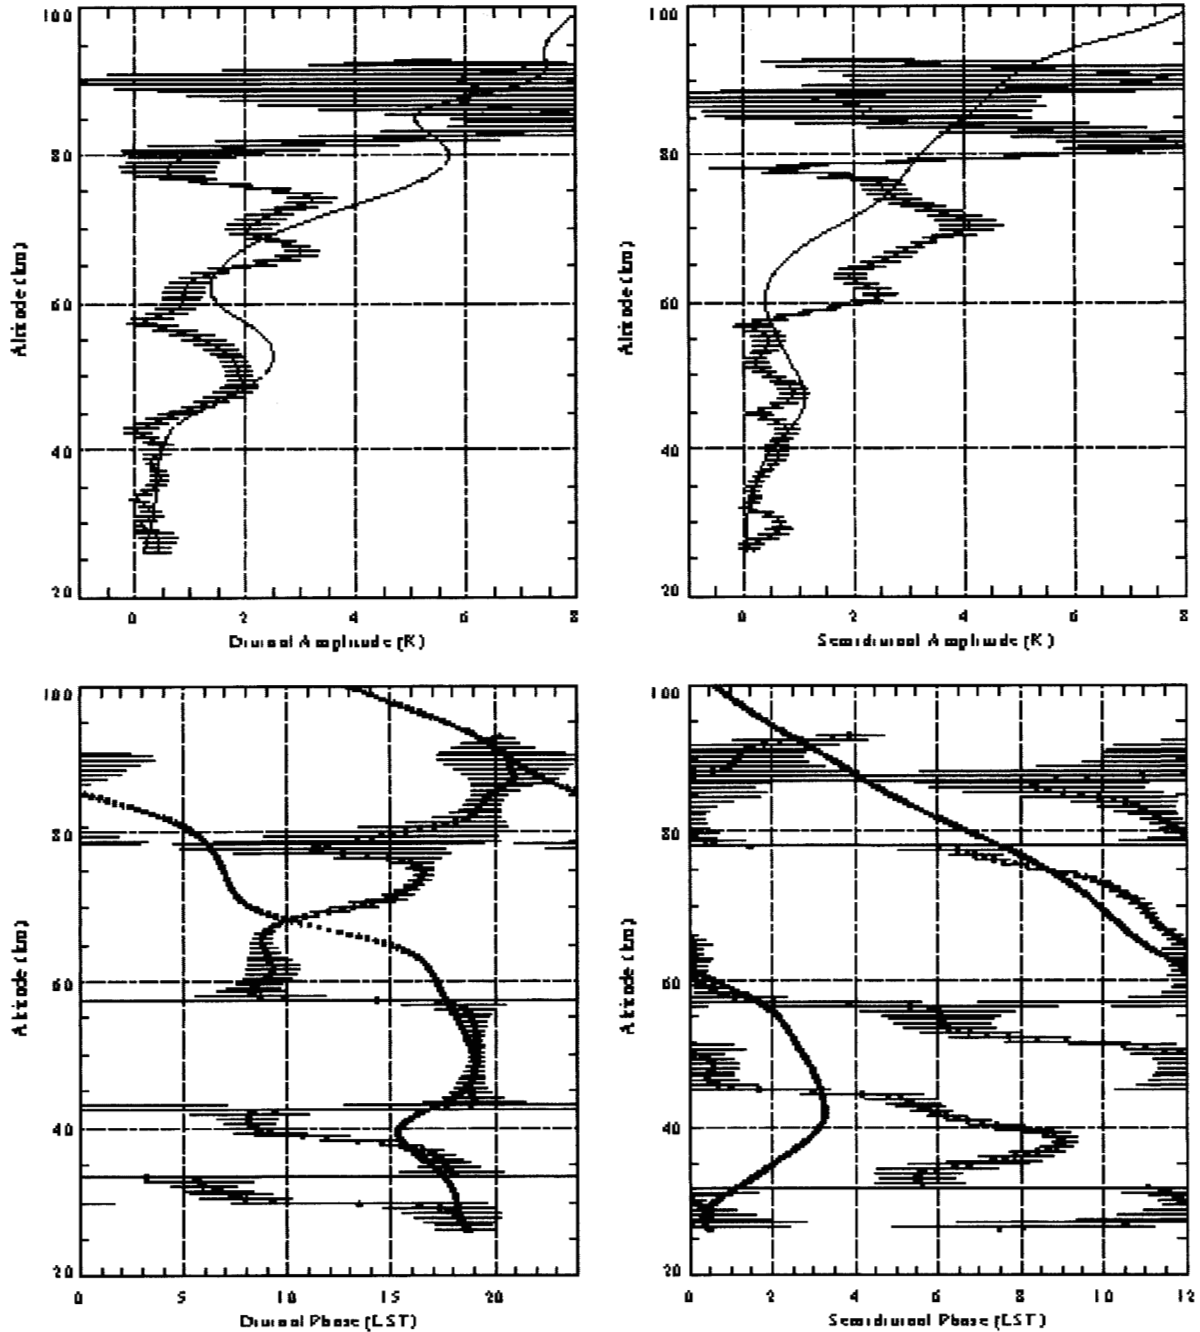 100
80
60
40
20
Altitude (km)
0 2 4 6 8
Diurnal Amplitude (K)
100
80
60
40
20
Altitude (km)
0 2 4 6 8
Semidiurnal Amplitude (K)
100
80
60
40
20
Altitude (km)
0 5 10 15 20
Diurnal Phase (LST)
100
80
60
40
20
Altitude (km)
0 2 4 6 8 10 12
Semidiurnal Phase (LST)